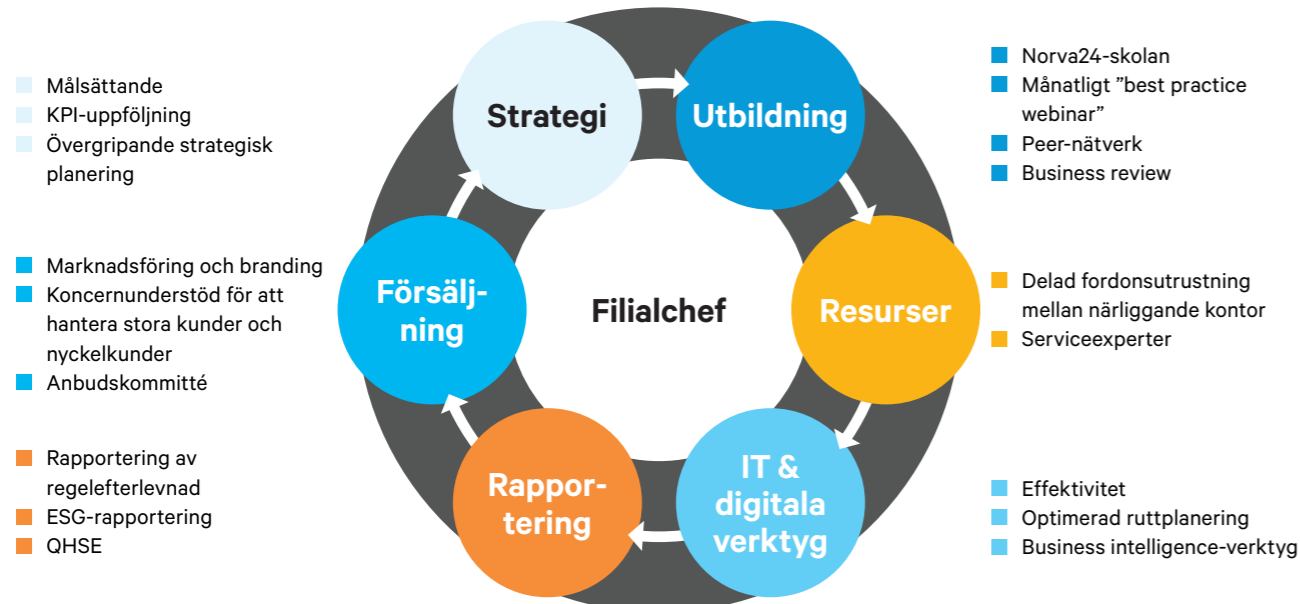 Målsättande
KPI-uppföljning
Övergripande strategisk
planering
Marknadsföring och branding
Koncernunderstöd för att
hantera stora kunder och
nyckelkunder
Anbudskommitté
Rapportering av
regelefterlevnad
ESG-rapportering
QHSE
Strategi
Utbildning
Försälj-
ning
Filialchef
Resurser
Rappor-
tering
IT &
digitala
verktyg
Norva24-skolan
Månatligt ”best practice
webinar”
Peer-nätverk
Business review
Delad fordonsutrustning
mellan närliggande kontor
Serviceexperter
Effektivitet
Optimerad ruttplanering
Business intelligence-verktyg